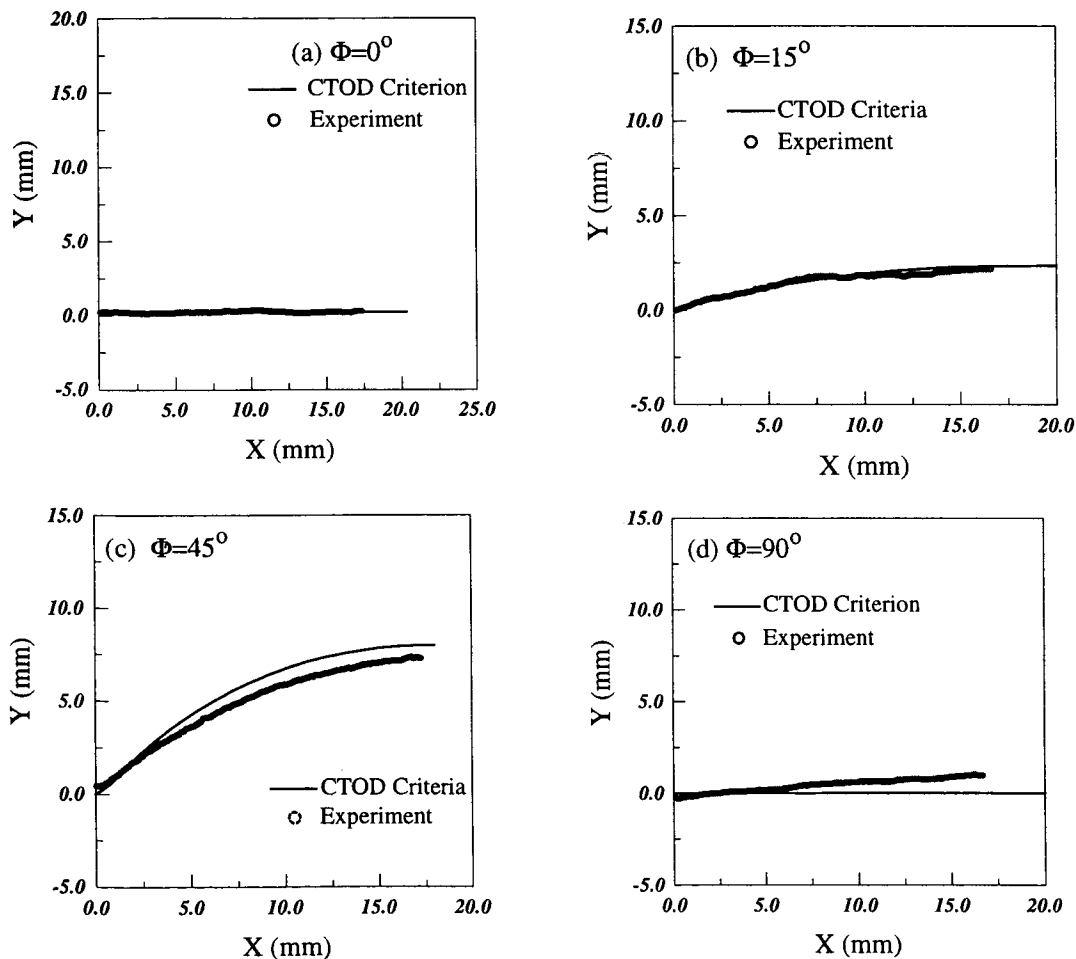 (a) Φ=0°
CTOD Criterion
Experiment
20.0
15.0
10.0
5.0
0.0
-5.0
Y (mm)
0.0 5.0 10.0 15.0 20.0 25.0
X (mm)
(b) Φ=15°
CTOD Criteria
Experiment
15.0
10.0
5.0
0.0
-5.0
Y (mm)
0.0 5.0 10.0 15.0 20.0
X (mm)
(c) Φ=45°
CTOD Criteria
Experiment
15.0
10.0
5.0
0.0
-5.0
Y (mm)
0.0 5.0 10.0 15.0 20.0
X (mm)
(d) Φ=90°
CTOD Criterion
Experiment
15.0
10.0
5.0
0.0
-5.0
Y (mm)
0.0 5.0 10.0 15.0 20.0
X (mm)